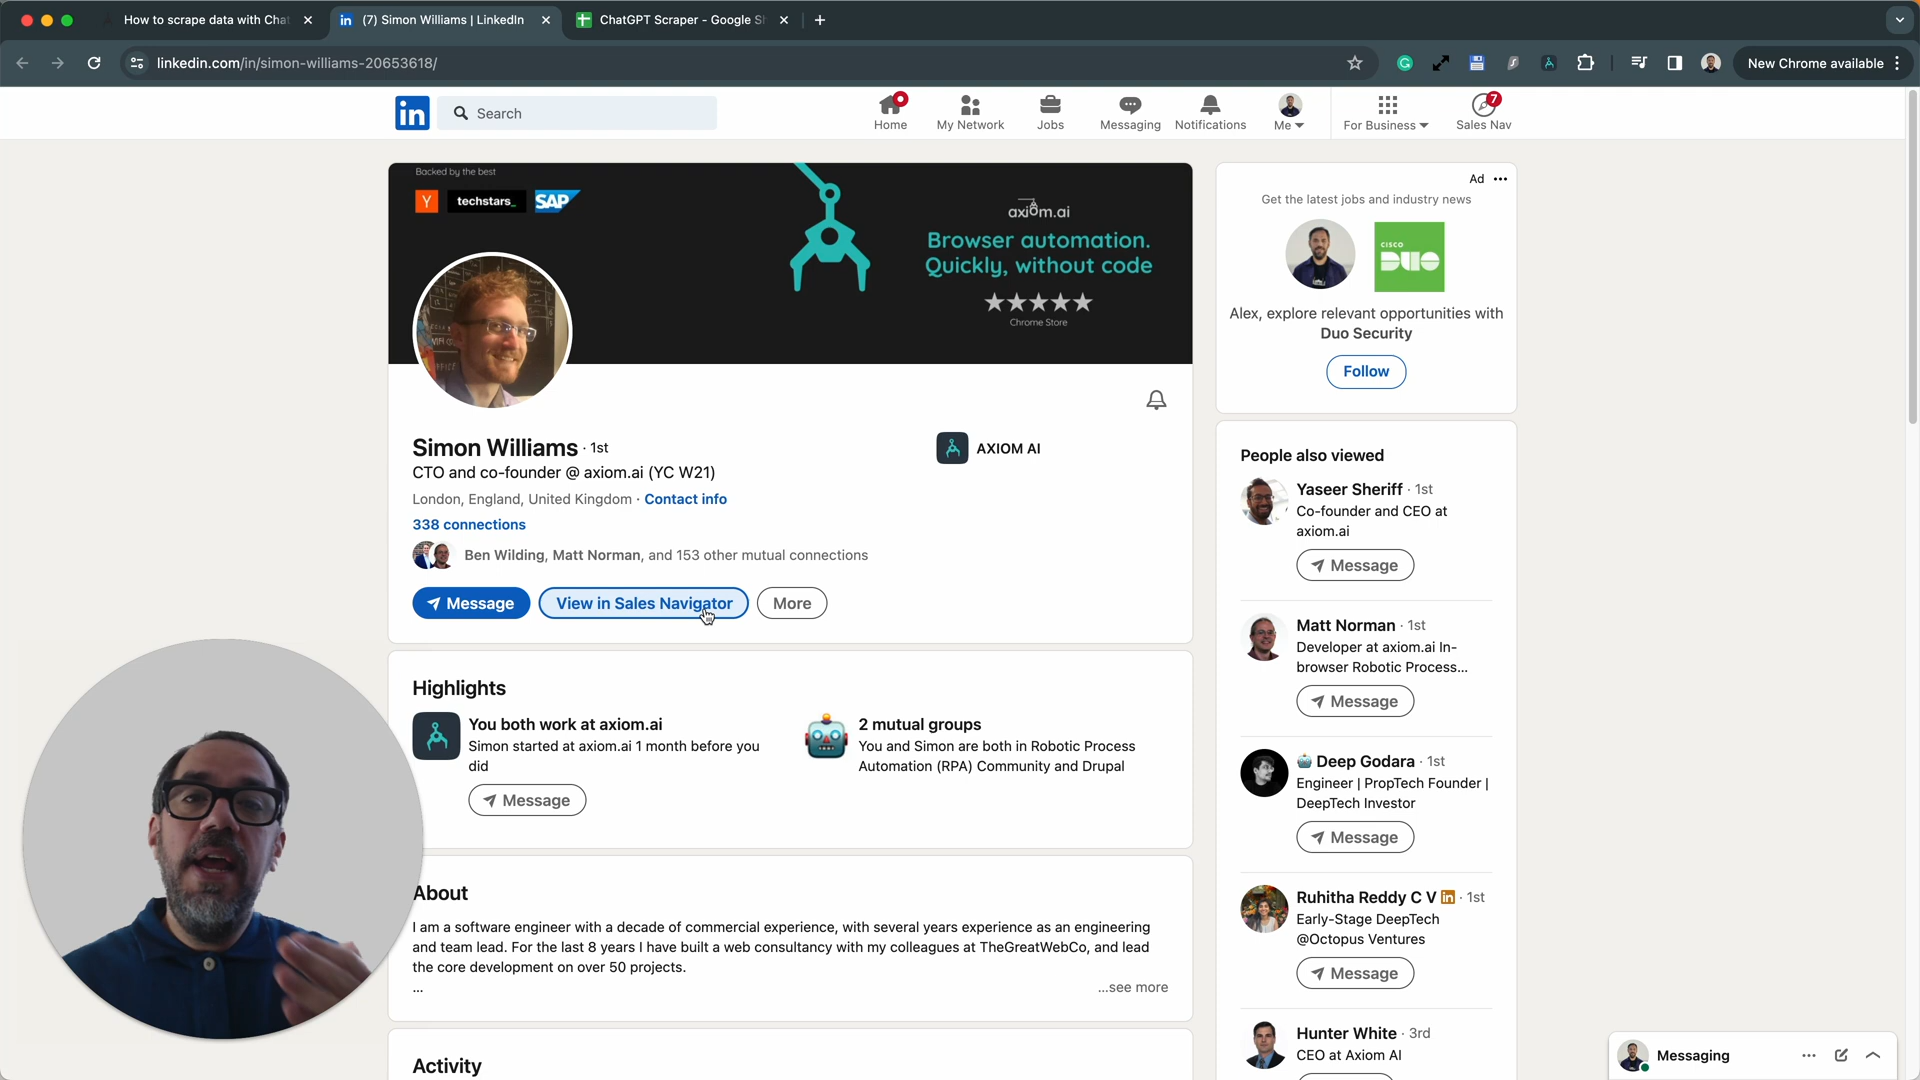 How to scrape data with Chat
(7) Simon Williams | LinkedIn
ChatGPT Scraper - Google S
linkedin.com/in/simon-williams-20653618/
New Chrome available
in
Search
Home
My Network
Jobs
Messaging
Notifications
Me
For Business
7
Sales Nav
Backed by the best
Y
techstars_
SAP
axiom.ai
Browser automation.
Quickly, without code
Chrome Store
Simon Williams · 1st
CTO and co-founder @ axiom.ai (YC W21)
London, England, United Kingdom · Contact info
338 connections
Ben Wilding, Matt Norman, and 153 other mutual connections
Message
View in Sales Navigator
More
AXIOM AI
Highlights
You both work at axiom.ai
Simon started at axiom.ai 1 month before you
did
Message
2 mutual groups
You and Simon are both in Robotic Process
Automation (RPA) Community and Drupal
About
I am a software engineer with a decade of commercial experience, with several years experience as an engineering
and team lead. For the last 8 years I have built a web consultancy with my colleagues at TheGreatWebCo, and lead
the core development on over 50 projects.
...
...see more
Activity
Ad
Get the latest jobs and industry news
CISCO
DUO
Alex, explore relevant opportunities with
Duo Security
Follow
People also viewed
Yaseer Sheriff · 1st
Co-founder and CEO at
axiom.ai
Message
Matt Norman · 1st
Developer at axiom.ai In-
browser Robotic Process...
Message
Deep Godara · 1st
Engineer | PropTech Founder |
DeepTech Investor
Message
Ruhitha Reddy C V · 1st
Early-Stage DeepTech
@Octopus Ventures
Message
Hunter White · 3rd
CEO at Axiom AI
Messaging